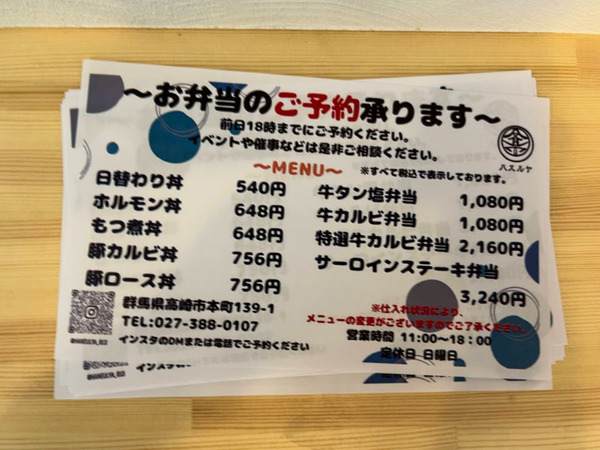 ～お弁当のご予約承ります～
前日18時までにご予約ください。
イベントや催事などは是非ご相談ください。
ハスルヤ
～MENU～
※すべて税込で表示しております。
日替わり丼 540円
ホルモン丼 648円
もつ煮丼 648円
豚カルビ丼 756円
豚ロース丼 756円
牛タン塩弁当 1,080円
牛カルビ弁当 1,080円
特選牛カルビ弁当 2,160円
サーロインステーキ弁当
3,240円
群馬県高崎市本町139-1
TEL:027-388-0107
インスタのDMまたは電話でご予約ください
※仕入れ状況により、
メニューの変更がございますのでご了承ください。
営業時間 11:00～18：00
定休日 日曜日